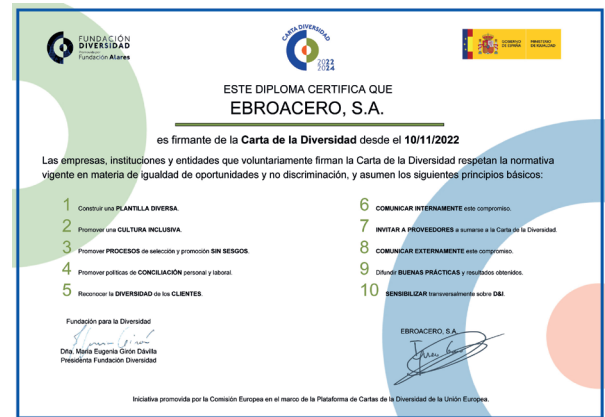 FUNDACIÓN
DIVERSIDAD
Fundación Alares
CARTA DIVERSIDAD
2022
2024
GOBIERNO
DE ESPAÑA
MINISTERIO
DE IGUALDAD
ESTE DIPLOMA CERTIFICA QUE
EBROACERO, S.A.
es firmante de la Carta de la Diversidad desde el 10/11/2022
Las empresas, instituciones y entidades que voluntariamente firman la Carta de la Diversidad respetan la normativa
vigente en materia de igualdad de oportunidades y no discriminación, y asumen los siguientes principios básicos:
1 Construir una PLANTILLA DIVERSA.
2 Promover una CULTURA INCLUSIVA.
3 Promover PROCESOS de selección y promoción SIN SESGOS.
4 Promover políticas de CONCILIACIÓN personal y laboral.
5 Reconocer la DIVERSIDAD de los CLIENTES.
6 COMUNICAR INTERNAMENTE este compromiso.
7 INVITAR A PROVEEDORES a sumarse a la Carta de la Diversidad.
8 COMUNICAR EXTERNAMENTE este compromiso.
9 Difundir BUENAS PRÁCTICAS y resultados obtenidos.
10 SENSIBILIZAR transversalmente sobre D&I.
Fundación para la Diversidad
Dña. María Eugenia Girón Dávila
Presidenta Fundación Diversidad
EBROACERO, S.A.
Iniciativa promovida por la Comisión Europea en el marco de la Plataforma de Cartas de la Diversidad de la Unión Europea.